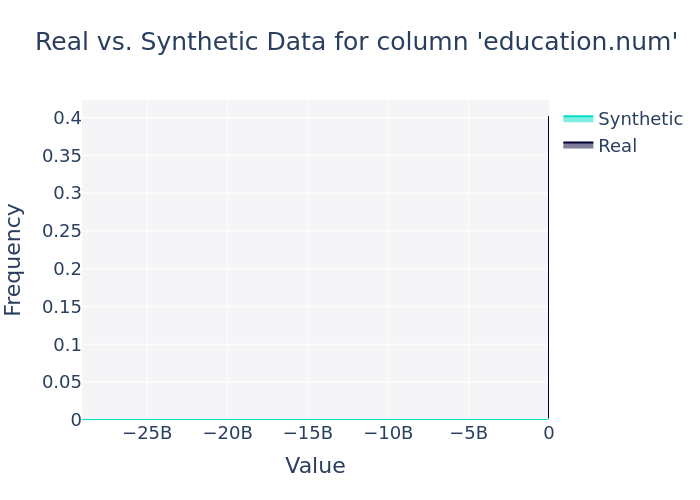 Real vs. Synthetic Data for column 'education.num'
0.4
0.35
0.3
0.25
0.2
0.15
0.1
0.05
0
Frequency
−25B
−20B
−15B
−10B
−5B
0
Value
Synthetic
Real